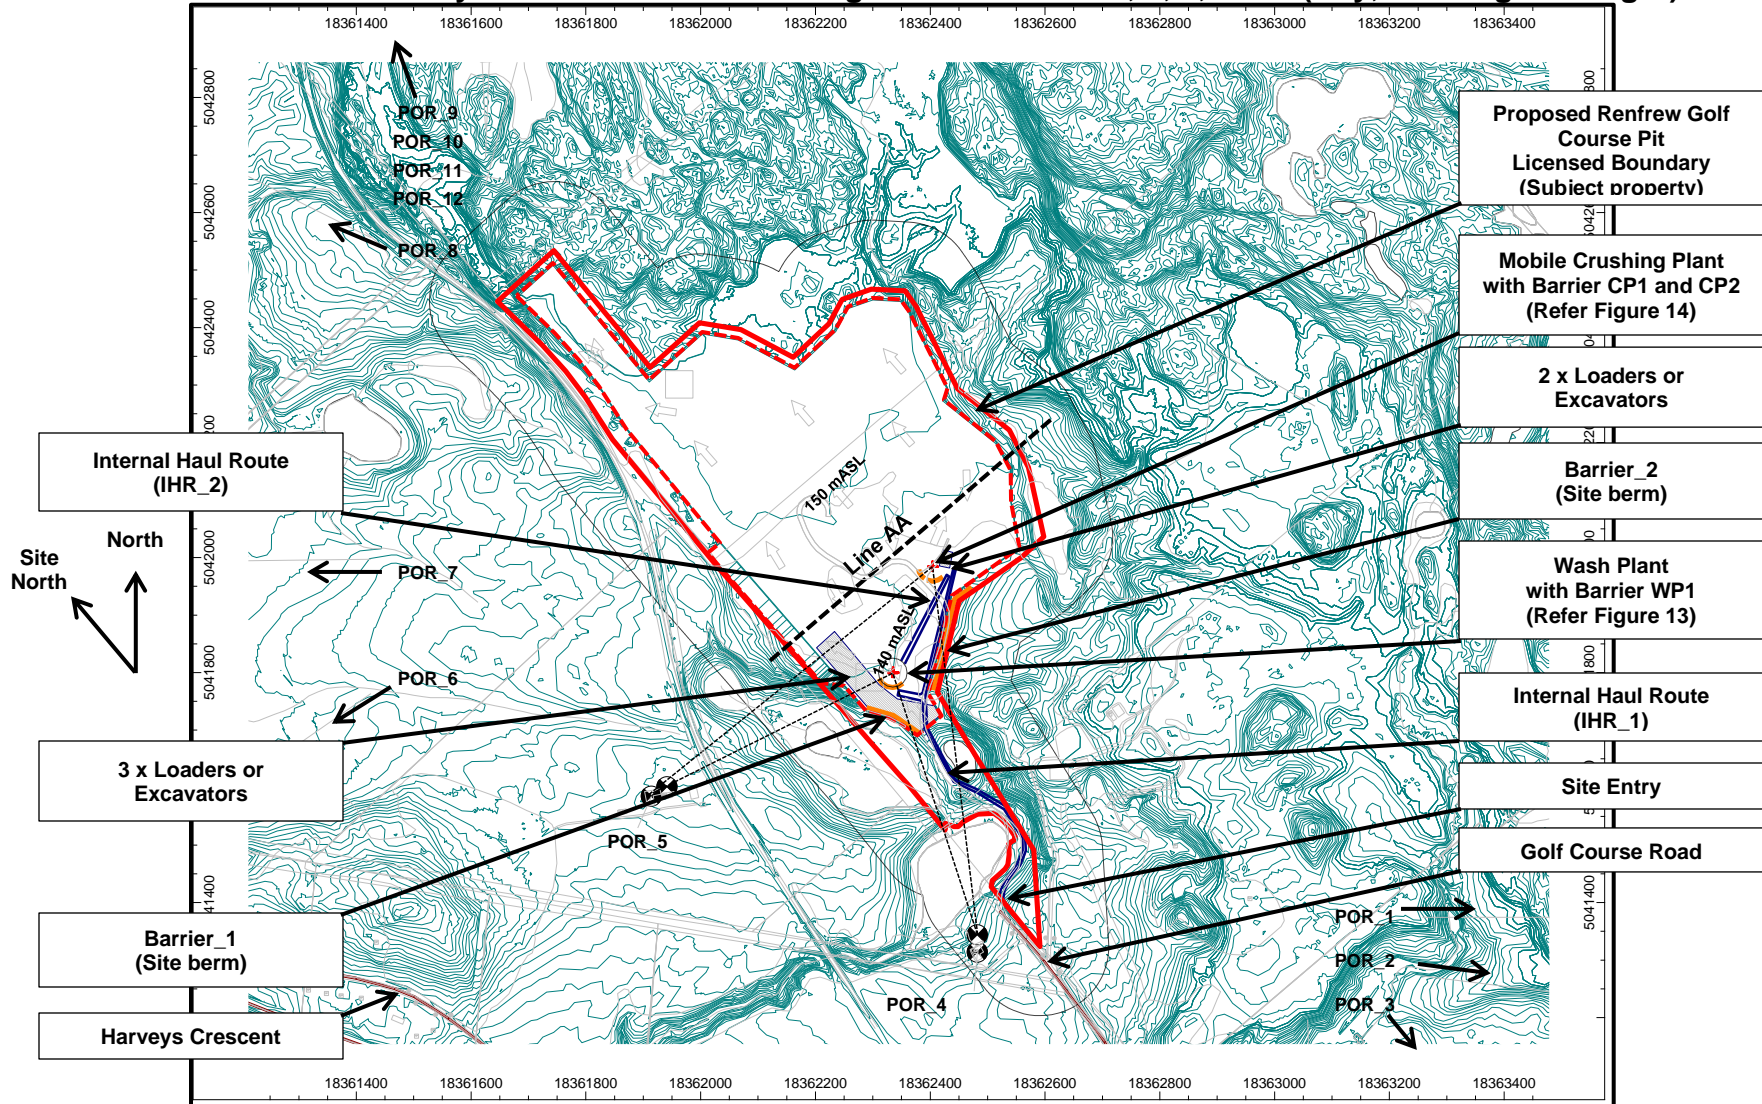 18361400 18361600 18361800 18362000 18362200 18362400 18362600 18362800 18363000 18363200 18363400
5042800
5042600
5042400
200
5042000
5041800
41400
800
1800
5041400
POR_9
POR_10
POR_11
POR_12
POR_8
Proposed Renfrew Golf
Course Pit
Licensed Boundary
(Subject property)
Mobile Crushing Plant
with Barrier CP1 and CP2
(Refer Figure 14)
2 x Loaders or
Excavators
Internal Haul Route
(IHR_2)
Barrier_2
(Site berm)
150 mASL
Line AA
Site
North
North
POR_7
Wash Plant
with Barrier WP1
(Refer Figure 13)
140 mASL
POR_6
Internal Haul Route
(IHR_1)
3 x Loaders or
Excavators
Site Entry
POR_5
Golf Course Road
Barrier_1
(Site berm)
POR_1
POR_2
POR_4
POR_3
Harveys Crescent
18361400 18361600 18361800 18362000 18362200 18362400 18362600 18362800 18363000 18363200 18363400